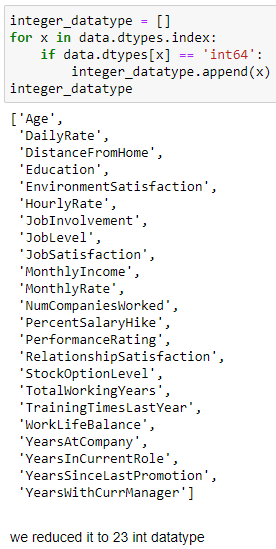 integer_datatype = []
for x in data.dtypes.index:
    if data.dtypes[x] == 'int64':
        integer_datatype.append(x)
integer_datatype
['Age',
 'DailyRate',
 'DistanceFromHome',
 'Education',
 'EnvironmentSatisfaction',
 'HourlyRate',
 'JobInvolvement',
 'JobLevel',
 'JobSatisfaction',
 'MonthlyIncome',
 'MonthlyRate',
 'NumCompaniesWorked',
 'PercentSalaryHike',
 'PerformanceRating',
 'RelationshipSatisfaction',
 'StockOptionLevel',
 'TotalWorkingYears',
 'TrainingTimesLastYear',
 'WorkLifeBalance',
 'YearsAtCompany',
 'YearsInCurrentRole',
 'YearsSinceLastPromotion',
 'YearsWithCurrManager']
we reduced it to 23 int datatype